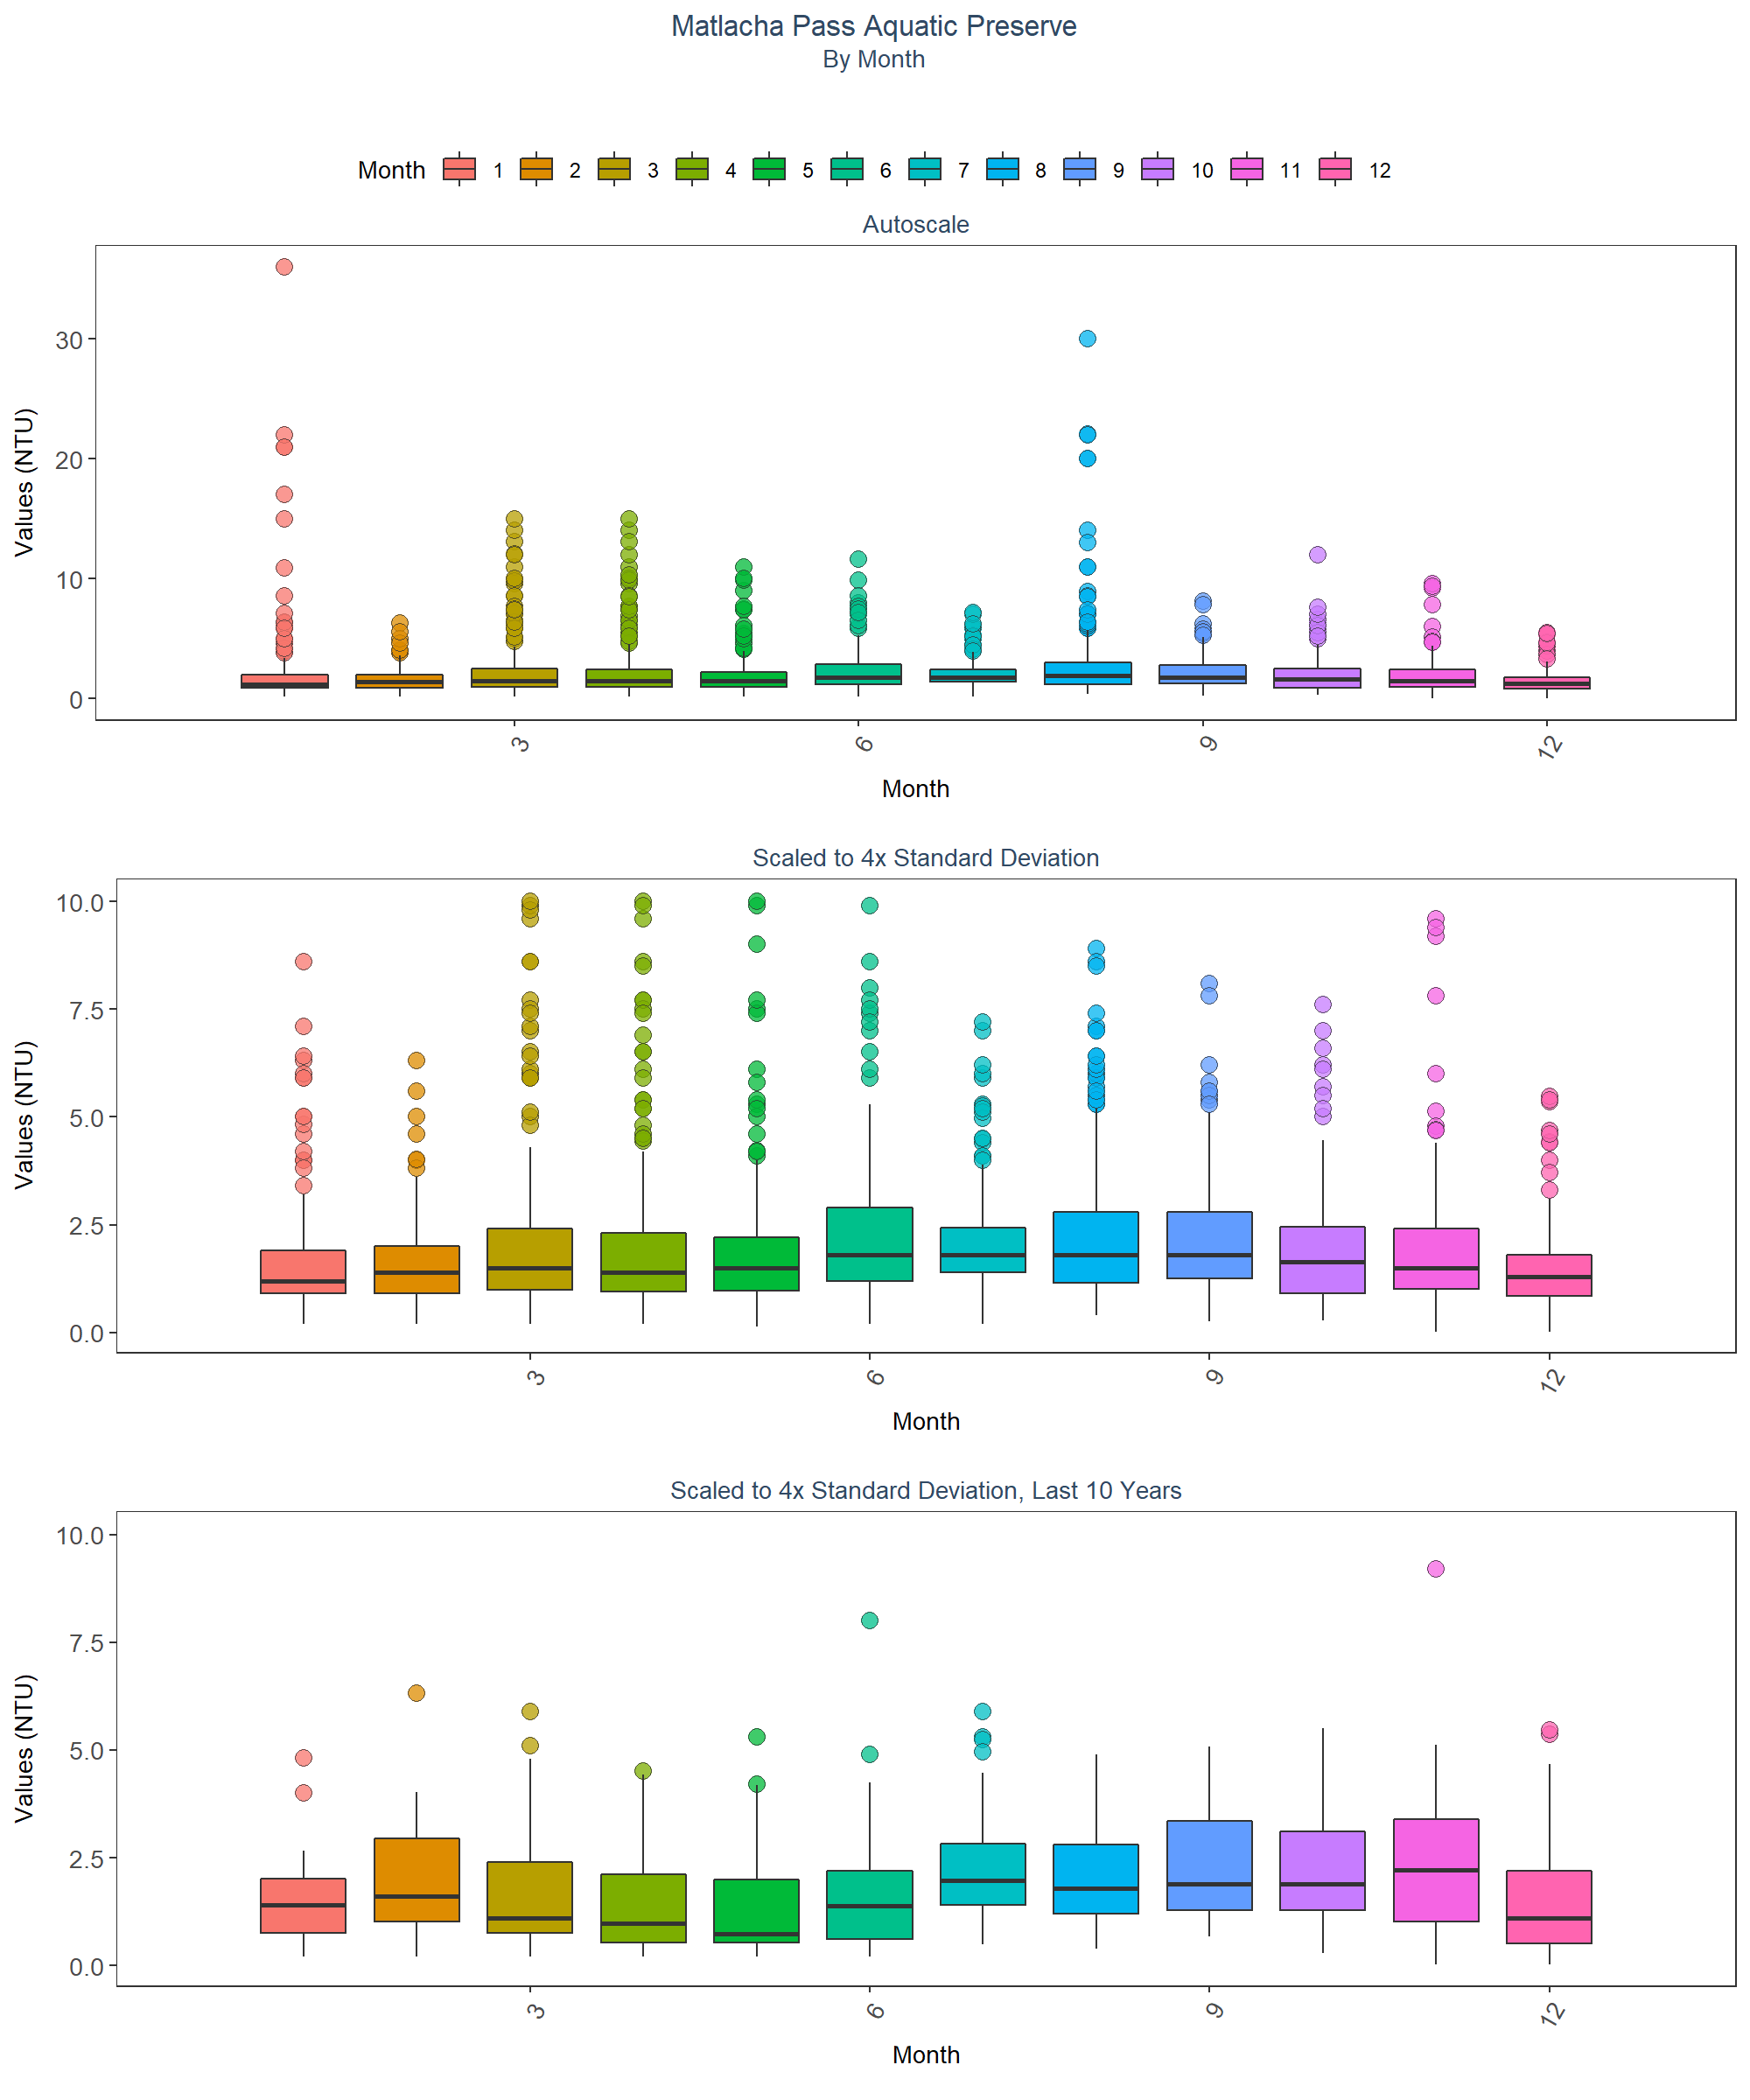 Matlacha Pass Aquatic Preserve
By Month
Month 1 2 3 4 5 6 7 8 9 10 11 12
Autoscale
Values (NTU)
30
20
10
0
3 6 9 12
Month
Scaled to 4x Standard Deviation
Values (NTU)
10.0
7.5
5.0
2.5
0.0
3 6 9 12
Month
Scaled to 4x Standard Deviation, Last 10 Years
Values (NTU)
10.0
7.5
5.0
2.5
0.0
3 6 9 12
Month